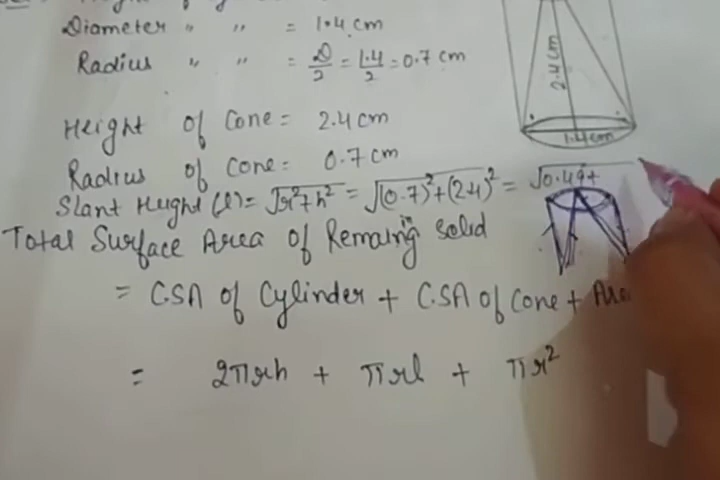 Diameter " " = 1.4 cm
Radius " " = D/2 = 1.4/2 = 0.7 cm
2.4 cm
1.4 cm
Height of Cone = 2.4 cm
Radius of Cone = 0.7 cm
Slant Height (l) = √r²+h² = √(0.7)²+(2.4)² = √0.49+
Total Surface Area of Remaing in Solid
= C.S.A of Cylinder + C.S.A of Cone + Are
= 2πrh + πrl + πr²